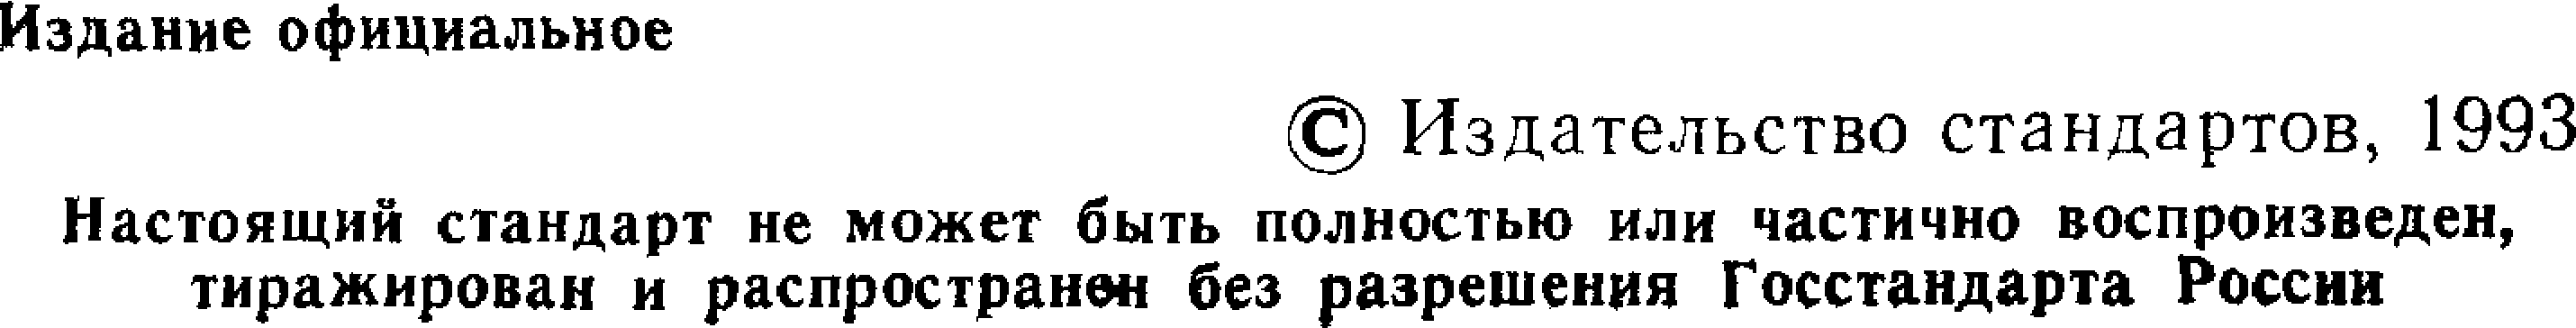 Издание официальное
© Издательство стандартов, 1993
Настоящий стандарт не может быть полностью или частично воспроизведен,
тиражирован и распространен без разрешения Госстандарта России